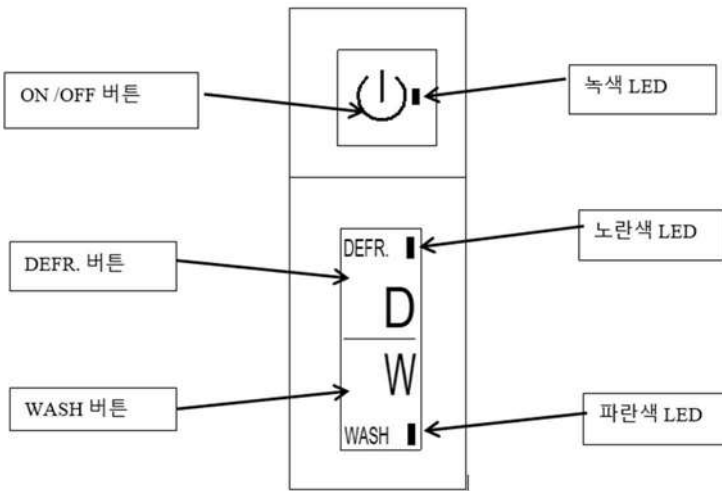 ON /OFF 버튼
녹색 LED
DEFR. 버튼
DEFR.
노란색 LED
D
W
WASH 버튼
WASH
파란색 LED